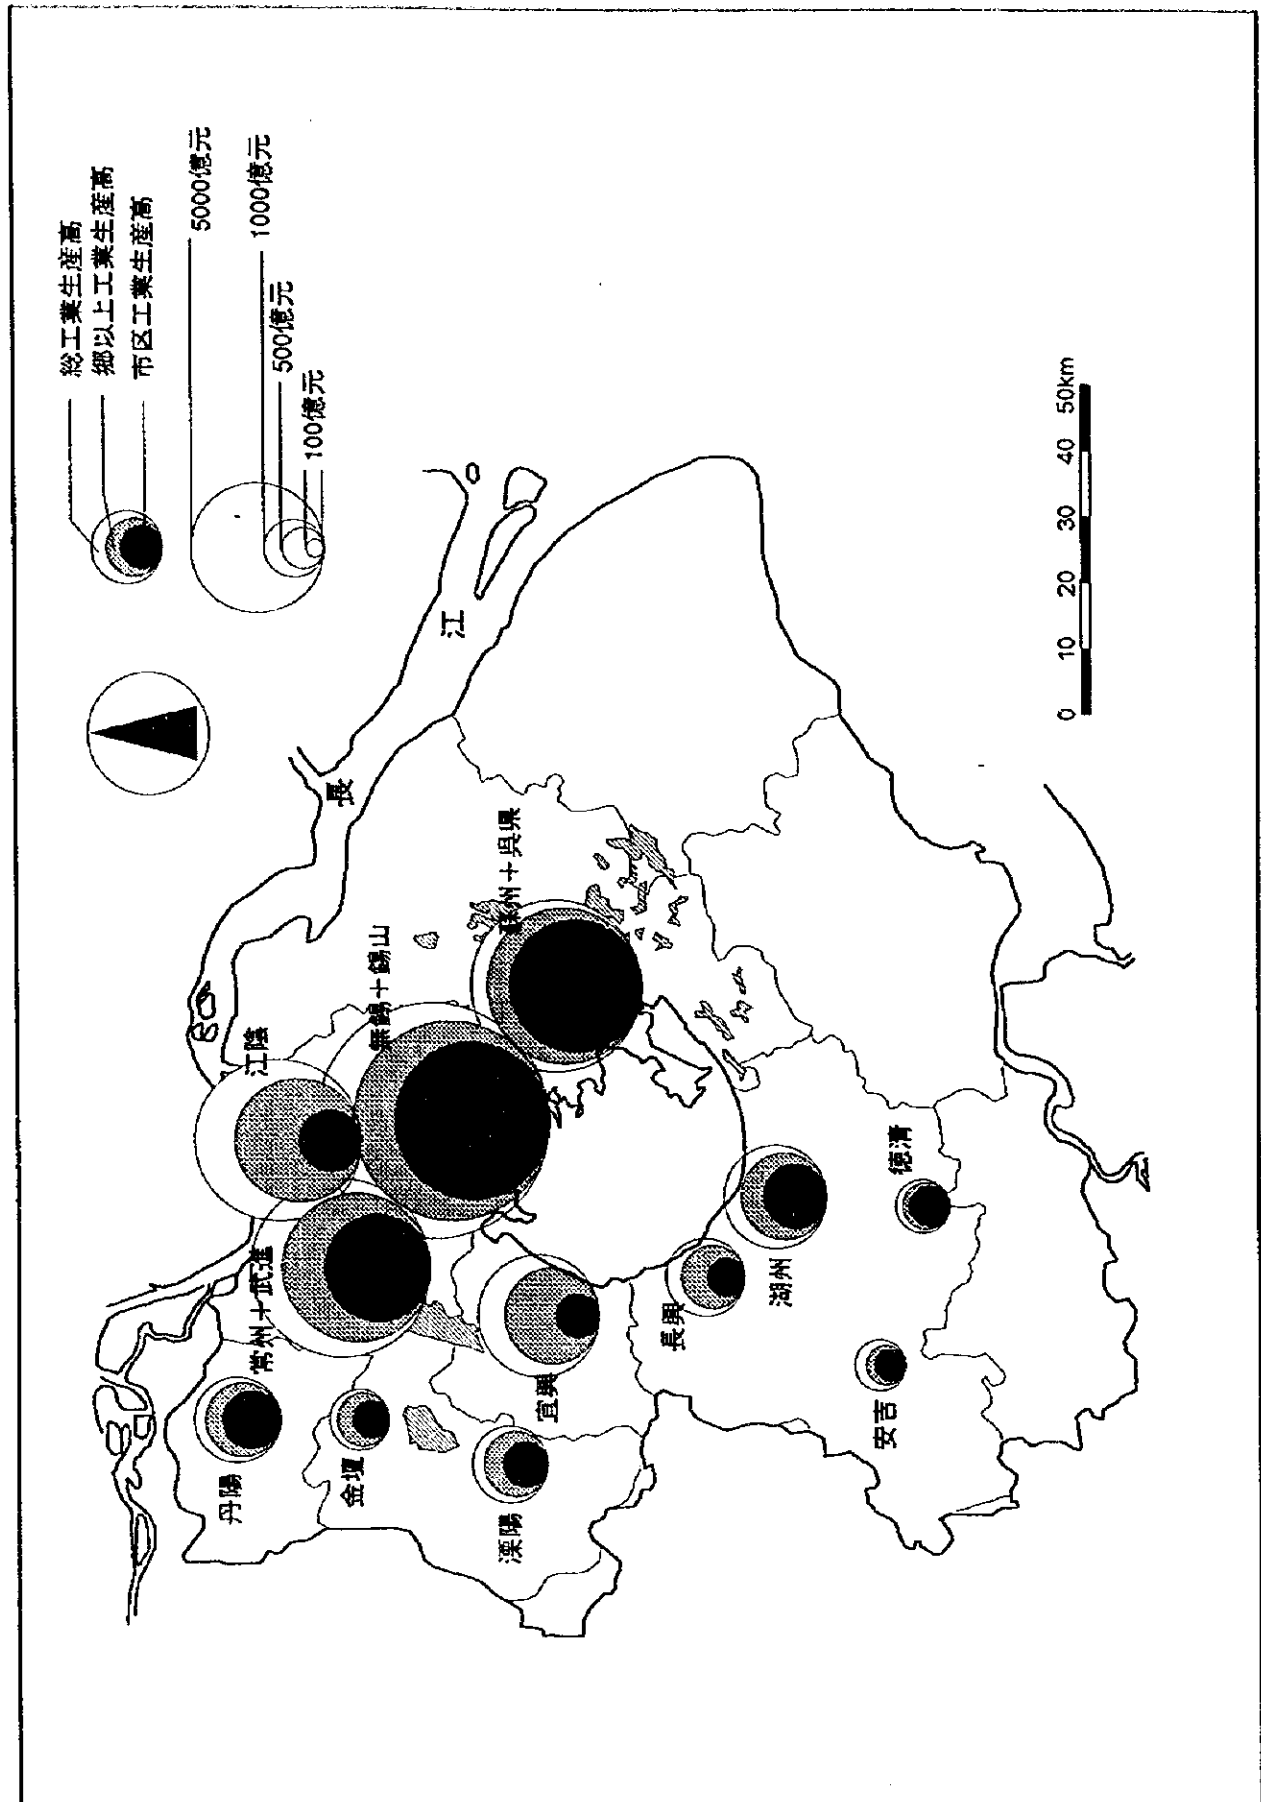 総工業生産高
郷以上工業生産高
市区工業生産高
5000億元
1000億元
500億元
100億元
長
江
江陰
無錫+錫山
蘇州+呉県
常州+武進
丹陽
金壇
溧陽
宜興
長興
湖州
徳清
安吉
0 10 20 30 40 50km